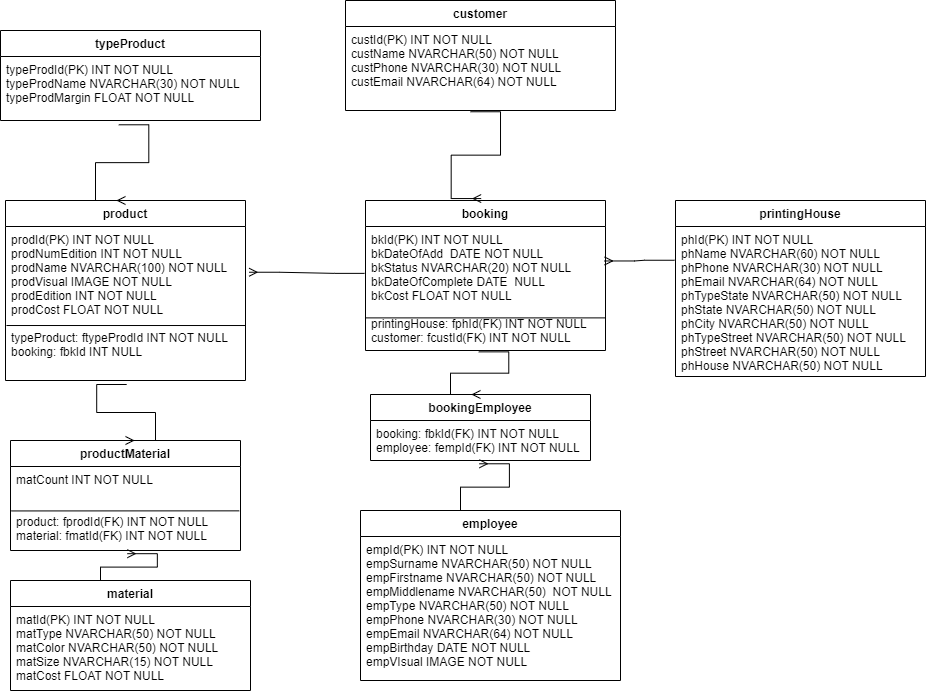 typeProduct
typeProdId(PK) INT NOT NULL
typeProdName NVARCHAR(30) NOT NULL
typeProdMargin FLOAT NOT NULL
customer
custId(PK) INT NOT NULL
custName NVARCHAR(50) NOT NULL
custPhone NVARCHAR(30) NOT NULL
custEmail NVARCHAR(64) NOT NULL
product
prodId(PK) INT NOT NULL
prodNumEdition INT NOT NULL
prodName NVARCHAR(100) NOT NULL
prodVisual IMAGE NOT NULL
prodEdition INT NOT NULL
prodCost FLOAT NOT NULL
typeProduct: ftypeProdId INT NOT NULL
booking: fbkId INT NULL
booking
bkId(PK) INT NOT NULL
bkDateOfAdd  DATE NOT NULL
bkStatus NVARCHAR(20) NOT NULL
bkDateOfComplete DATE  NULL
bkCost FLOAT NOT NULL
printingHouse: fphId(FK) INT NOT NULL
customer: fcustId(FK) INT NOT NULL
printingHouse
phId(PK) INT NOT NULL
phName NVARCHAR(60) NOT NULL
phPhone NVARCHAR(30) NOT NULL
phEmail NVARCHAR(64) NOT NULL
phTypeState NVARCHAR(50) NOT NULL
phState NVARCHAR(50) NOT NULL
phCity NVARCHAR(50) NOT NULL
phTypeStreet NVARCHAR(50) NOT NULL
phStreet NVARCHAR(50) NOT NULL
phHouse NVARCHAR(50) NOT NULL
bookingEmployee
booking: fbkId(FK) INT NOT NULL
employee: fempId(FK) INT NOT NULL
productMaterial
matCount INT NOT NULL
product: fprodId(FK) INT NOT NULL
material: fmatId(FK) INT NOT NULL
employee
empId(PK) INT NOT NULL
empSurname NVARCHAR(50) NOT NULL
empFirstname NVARCHAR(50) NOT NULL
empMiddlename NVARCHAR(50)  NOT NULL
empType NVARCHAR(50) NOT NULL
empPhone NVARCHAR(30) NOT NULL
empEmail NVARCHAR(64) NOT NULL
empBirthday DATE NOT NULL
empVIsual IMAGE NOT NULL
material
matId(PK) INT NOT NULL
matType NVARCHAR(50) NOT NULL
matColor NVARCHAR(50) NOT NULL
matSize NVARCHAR(15) NOT NULL
matCost FLOAT NOT NULL